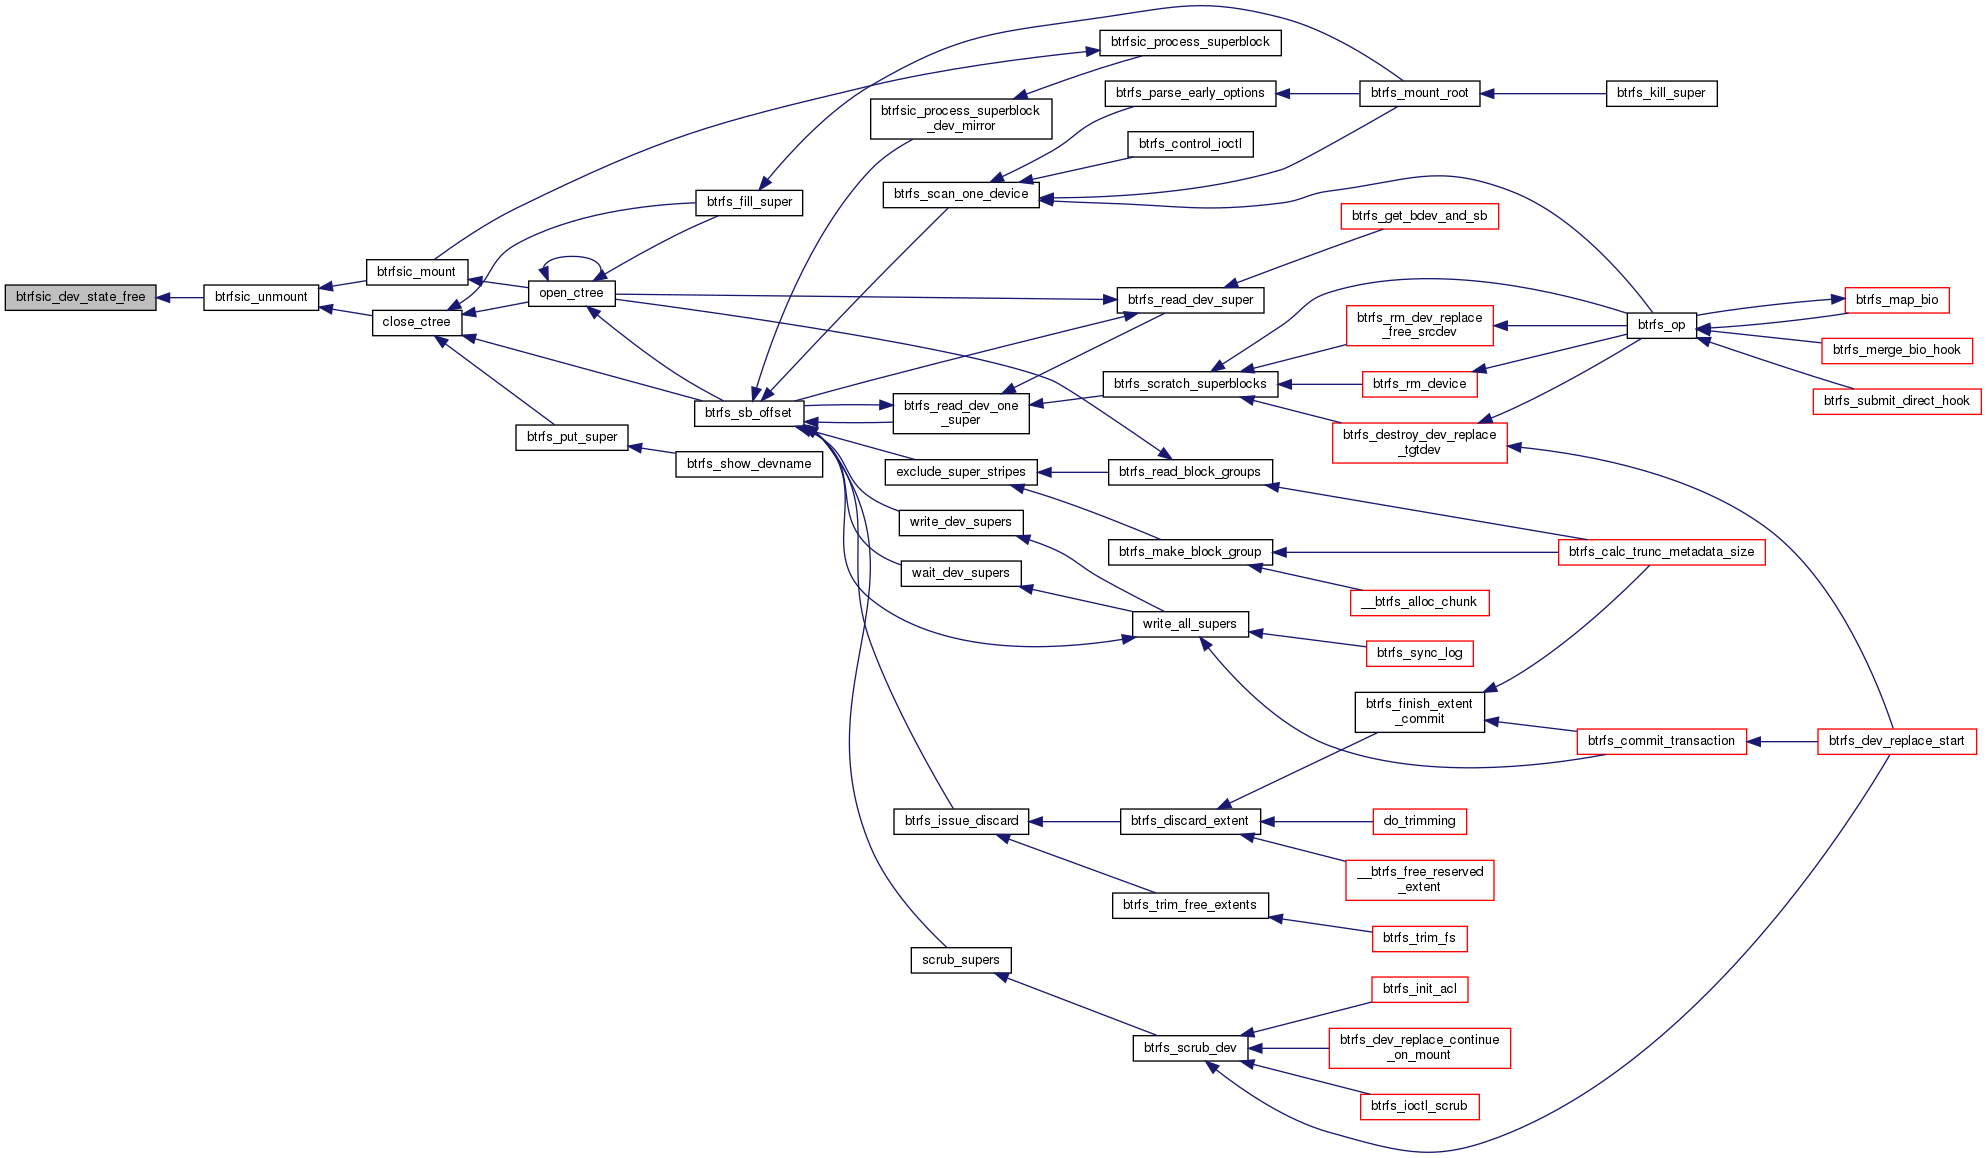 btrfsic_process_superblock
btrfs_parse_early_options
btrfs_mount_root
btrfs_kill_super
btrfsic_process_superblock
_dev_mirror
btrfs_control_ioctl
btrfs_scan_one_device
btrfs_fill_super
btrfs_get_bdev_and_sb
btrfsic_mount
btrfsic_dev_state_free
btrfsic_unmount
open_ctree
btrfs_read_dev_super
btrfs_map_bio
close_ctree
btrfs_rm_dev_replace
_free_srcdev
btrfs_op
btrfs_merge_bio_hook
btrfs_scratch_superblocks
btrfs_rm_device
btrfs_submit_direct_hook
btrfs_sb_offset
btrfs_read_dev_one
_super
btrfs_put_super
btrfs_destroy_dev_replace
_tgtdev
btrfs_show_devname
exclude_super_stripes
btrfs_read_block_groups
write_dev_supers
btrfs_make_block_group
btrfs_calc_trunc_metadata_size
wait_dev_supers
__btrfs_alloc_chunk
write_all_supers
btrfs_sync_log
btrfs_finish_extent
_commit
btrfs_commit_transaction
btrfs_dev_replace_start
btrfs_issue_discard
btrfs_discard_extent
do_trimming
__btrfs_free_reserved
_extent
btrfs_trim_free_extents
btrfs_trim_fs
scrub_supers
btrfs_init_acl
btrfs_scrub_dev
btrfs_dev_replace_continue
_on_mount
btrfs_ioctl_scrub